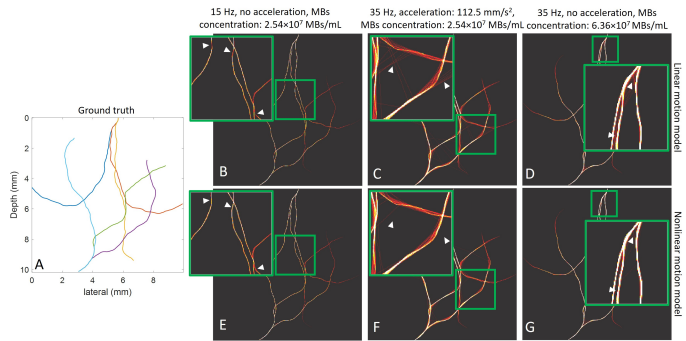 15 Hz, no acceleration, MBs
concentration: 2.54×10⁷ MBs/mL
35 Hz, acceleration: 112.5 mm/s²,
MBs concentration: 2.54×10⁷ MBs/mL
35 Hz, no acceleration, MBs
concentration: 6.36×10⁷ MBs/mL
Ground truth
0
2
4
6
8
10
Depth (mm)
A
0
2
4
6
8
lateral (mm)
B
C
D
Linear motion model
E
F
G
Nonlinear motion model